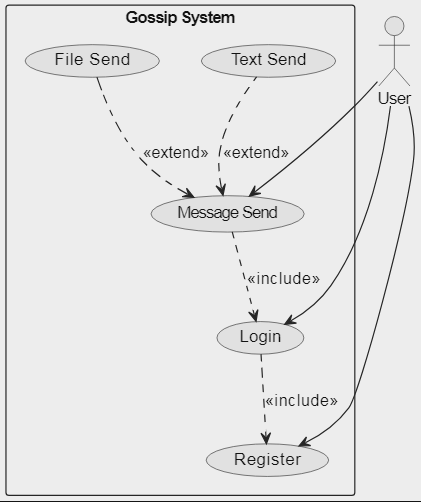 Gossip System
File Send
Text Send
User
«extend»
«extend»
Message Send
«include»
Login
«include»
Register